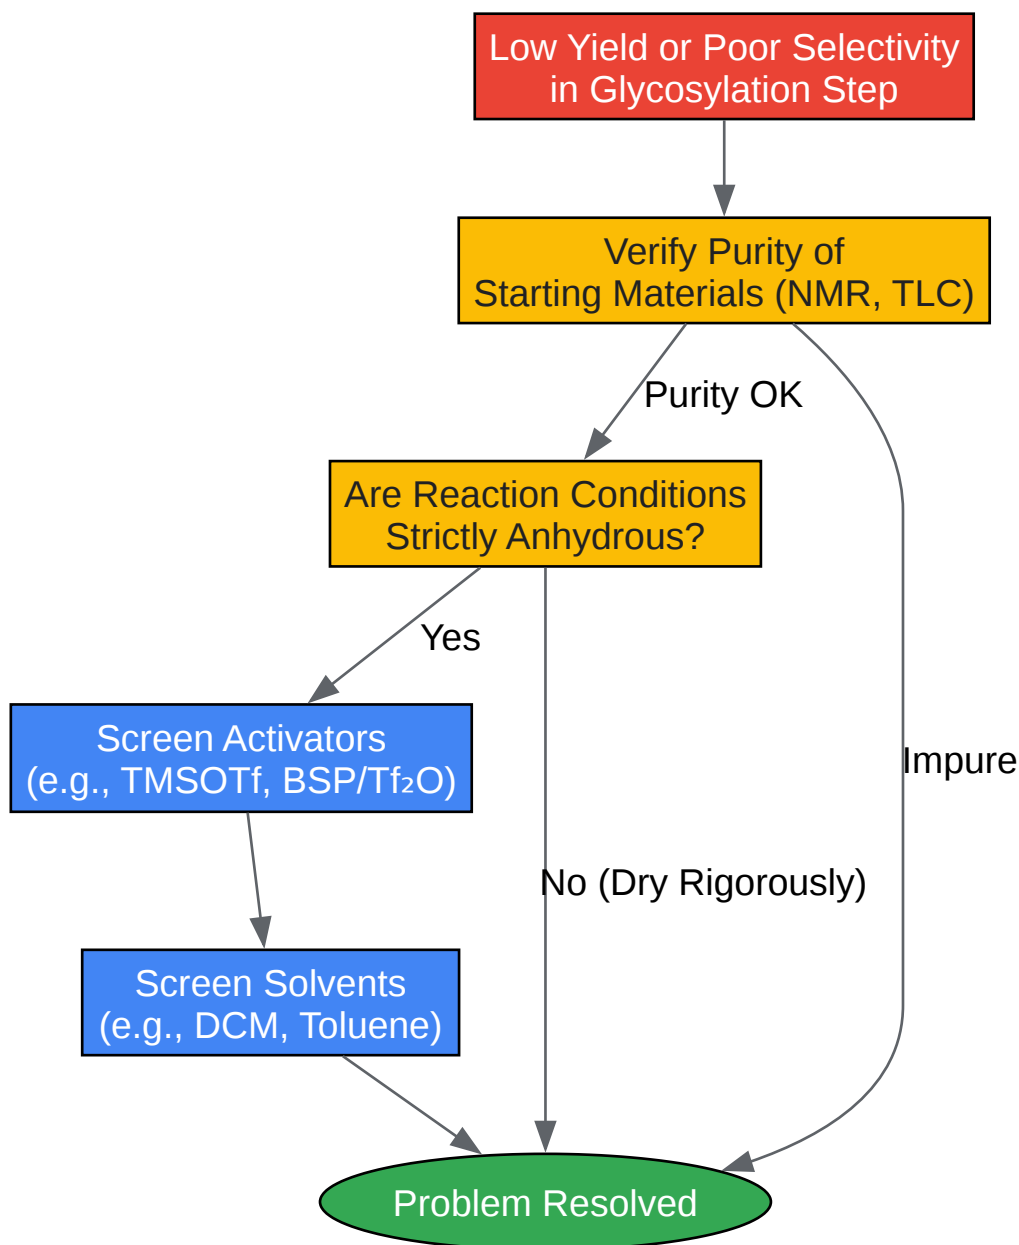 Low Yield or Poor Selectivity
in Glycosylation Step
Verify Purity of
Starting Materials (NMR, TLC)
Purity OK
Are Reaction Conditions
Strictly Anhydrous?
Yes
Screen Activators
(e.g., TMSOTf, BSP/Tf₂O)
Impure
No (Dry Rigorously)
Screen Solvents
(e.g., DCM, Toluene)
Problem Resolved